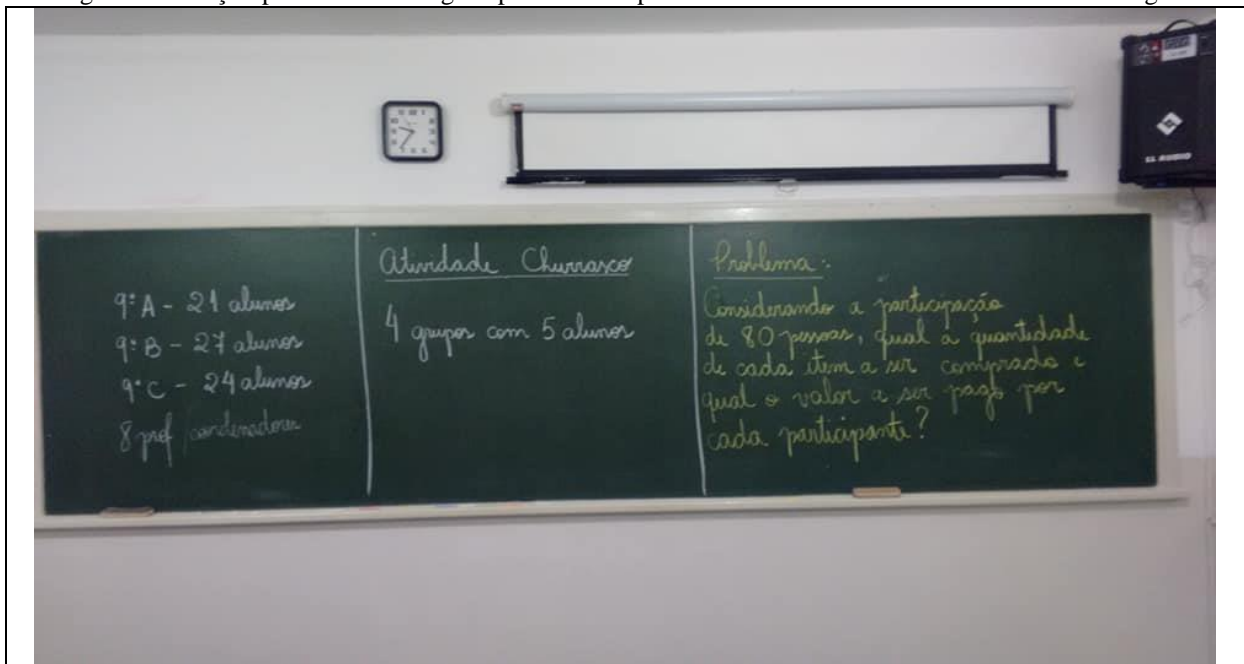 9º A - 21 alunos
9º B - 27 alunos
9º C - 24 alunos
8 prof / cordenadores
Atividade Churrasco
4 grupos com 5 alunos
Problema:
Considerando a participação
de 80 pessoas, qual a quantidade
de cada item a ser comprado e
qual o valor a ser pago por
cada participante?